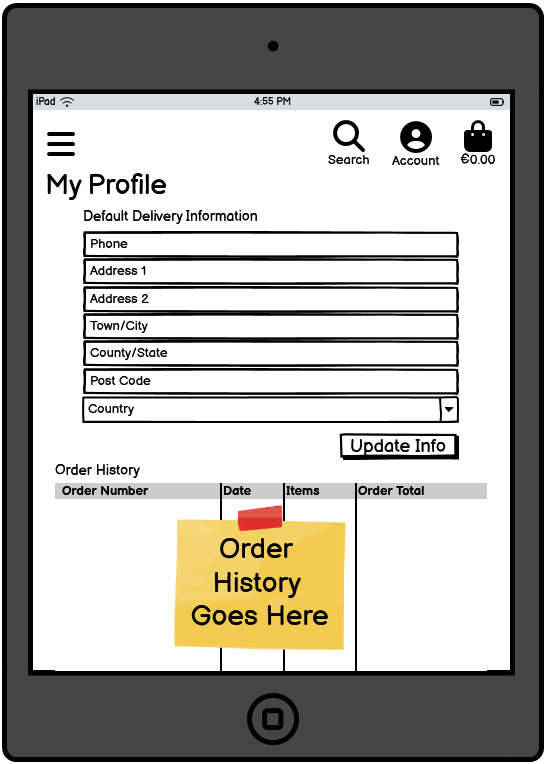 iPad
4:55 PM
Search
Account
€0.00
My Profile
Default Delivery Information
Phone
Address 1
Address 2
Town/City
County/State
Post Code
Country
Update Info
Order History
Order Number Date Items Order Total
Order
History
Goes Here